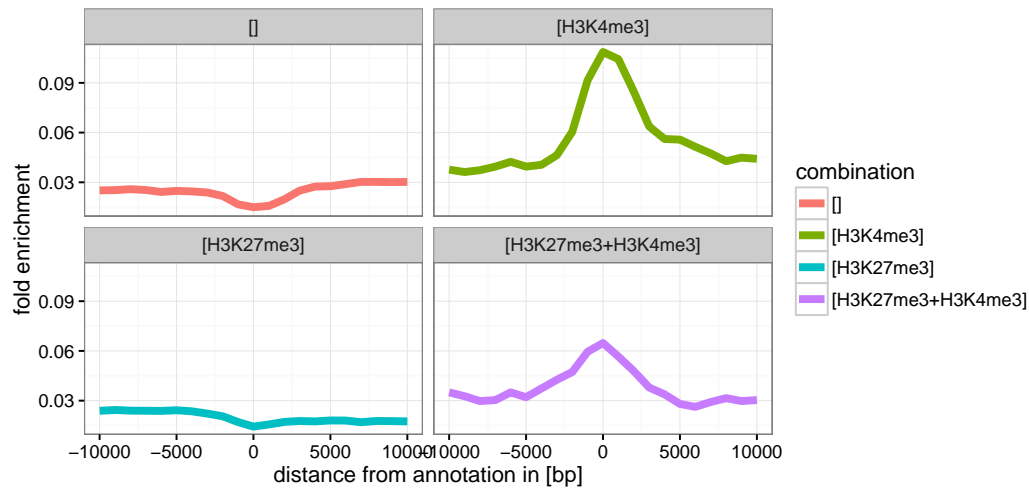 []
[H3K4me3]
0.09
0.06
0.03
[H3K27me3]
[H3K27me3+H3K4me3]
0.09
0.06
0.03
−10000 −5000 0 5000 10000
−10000 −5000 0 5000 10000
distance from annotation in [bp]
fold enrichment
combination
[]
[H3K4me3]
[H3K27me3]
[H3K27me3+H3K4me3]